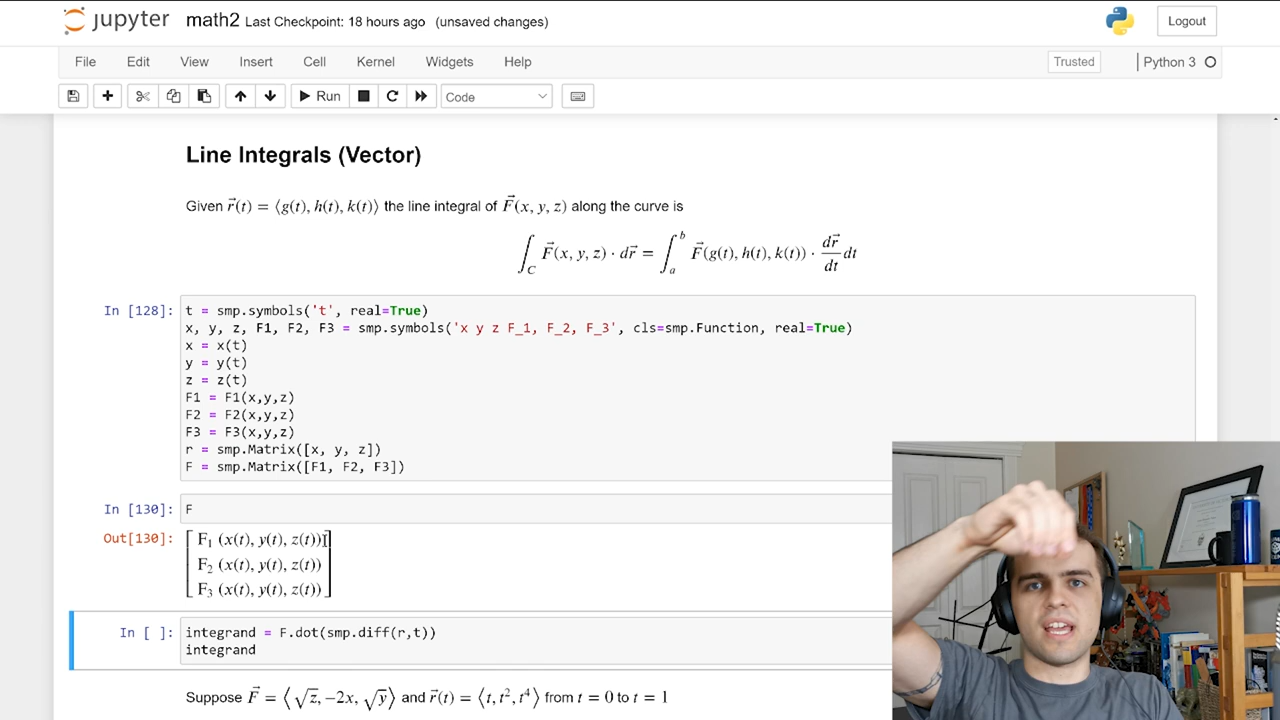 jupyter math2 Last Checkpoint: 18 hours ago (unsaved changes) Logout
File Edit View Insert Cell Kernel Widgets Help Trusted Python 3
Run Code
Line Integrals (Vector)
Given r⃗(t) = ⟨g(t), h(t), k(t)⟩ the line integral of F⃗(x, y, z) along the curve is
∫_C F⃗(x, y, z) · dr⃗ = ∫_a^b F⃗(g(t), h(t), k(t)) · dr⃗/dt dt
In [128]: t = smp.symbols('t', real=True)
x, y, z, F1, F2, F3 = smp.symbols('x y z F_1, F_2, F_3', cls=smp.Function, real=True)
x = x(t)
y = y(t)
z = z(t)
F1 = F1(x,y,z)
F2 = F2(x,y,z)
F3 = F3(x,y,z)
r = smp.Matrix([x, y, z])
F = smp.Matrix([F1, F2, F3])
In [130]: F
Out[130]: [ F₁ (x(t), y(t), z(t)) ]
F₂ (x(t), y(t), z(t))
F₃ (x(t), y(t), z(t))
In [ ]: integrand = F.dot(smp.diff(r,t))
integrand
Suppose F⃗ = ⟨√z, −2x, √y⟩ and r⃗(t) = ⟨t, t², t⁴⟩ from t = 0 to t = 1